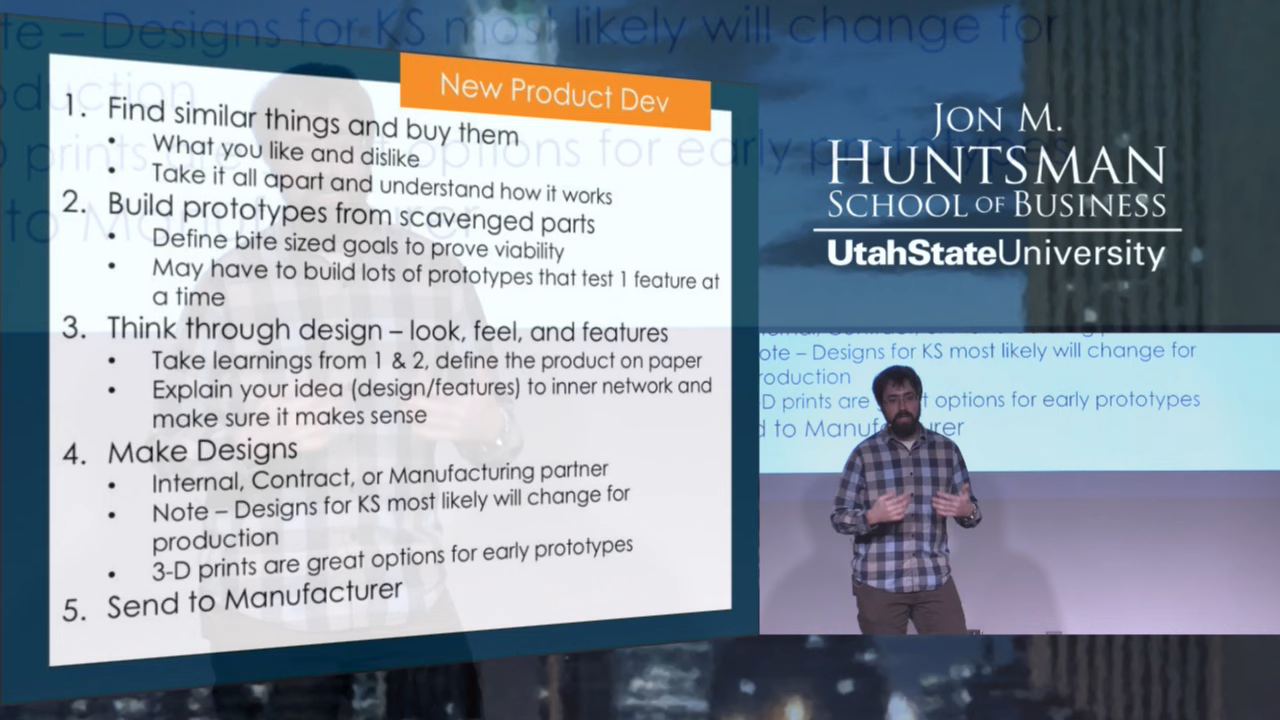 te – Designs for KS most likely will change for
oduction
prints are options for early
to Manufacturer
New Product Dev
1. Find similar things and buy them
• What you like and dislike
• Take it all apart and understand how it works
2. Build prototypes from scavenged parts
• Define bite sized goals to prove viability
• May have to build lots of prototypes that test 1 feature at
a time
3. Think through design – look, feel, and features
• Take learnings from 1 & 2, define the product on paper
• Explain your idea (design/features) to inner network and
make sure it makes sense
4. Make Designs
• Internal, Contract, or Manufacturing partner
• Note – Designs for KS most likely will change for
production
• 3-D prints are great options for early prototypes
5. Send to Manufacturer
JON M.
HUNTSMAN
SCHOOL OF BUSINESS
UtahStateUniversity
ote – Designs for KS most likely will change for
roduction
-D prints are t options for early prototypes
d to Manuf urer